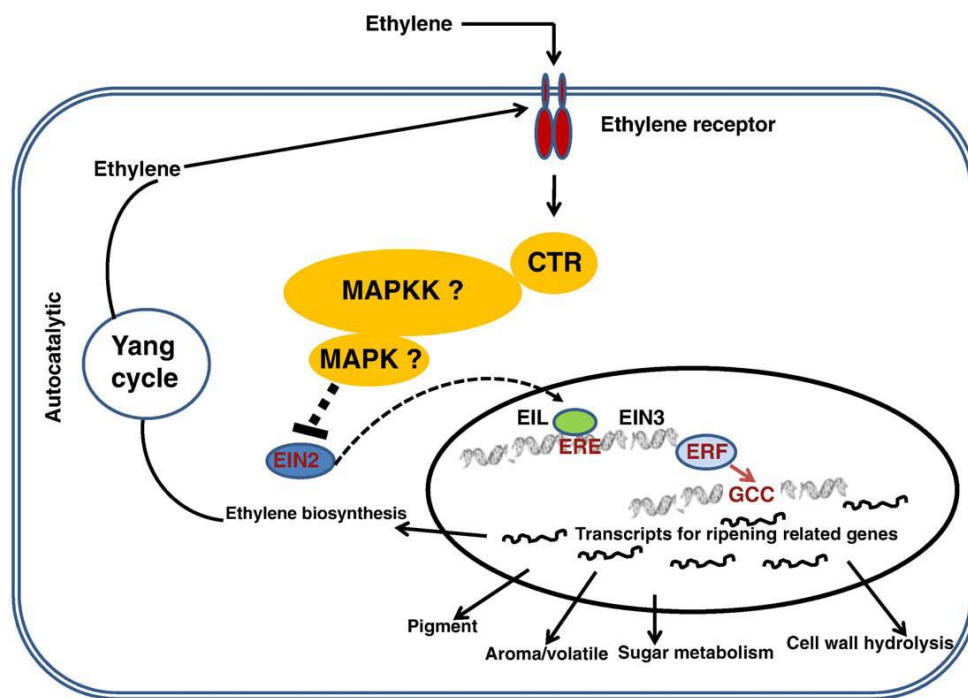 Ethylene
Ethylene receptor
Ethylene
CTR
MAPKK ?
MAPK ?
Autocatalytic
Yang
cycle
EIL
EIN3
ERE
ERF
EIN2
GCC
Ethylene biosynthesis
Transcripts for ripening related genes
Pigment
Aroma/volatile
Sugar metabolism
Cell wall hydrolysis